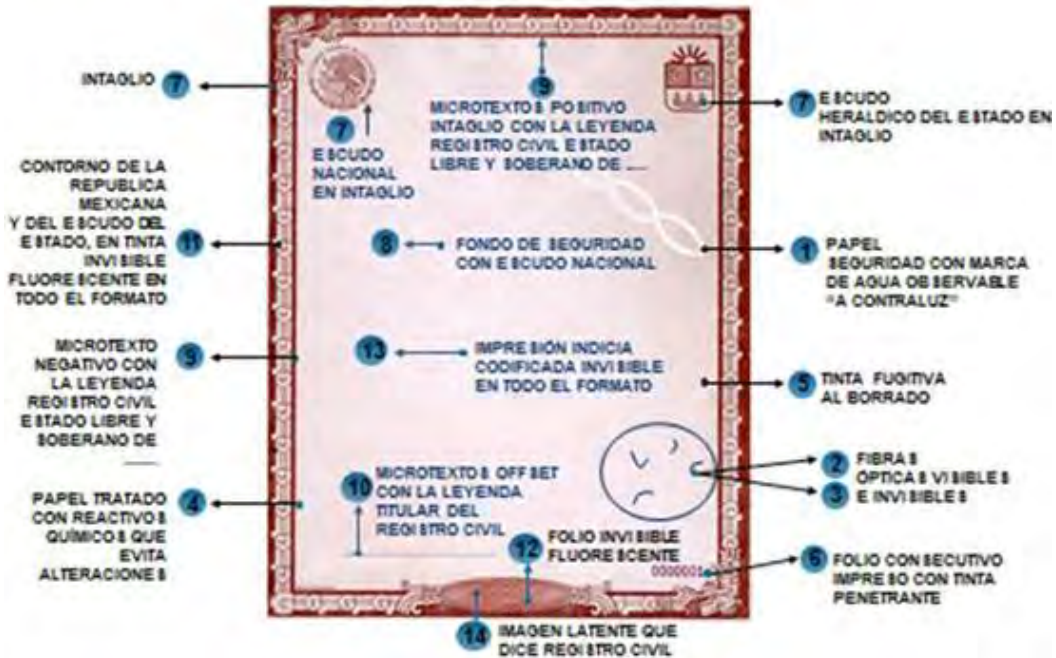 INTAGLIO 7
7
ESCUDO
NACIONAL
EN INTAGLIO
9
MICROTEXTOS POSITIVO
INTAGLIO CON LA LEYENDA
REGISTRO CIVIL ESTADO
LIBRE Y SOBERANO DE ___
7 ESCUDO
HERALDICO DEL ESTADO EN
INTAGLIO
CONTORNO DE LA
REPUBLICA
MEXICANA
Y DEL ESCUDO DEL
ESTADO, EN TINTA 11
INVISIBLE
FLUORESCENTE EN
TODO EL FORMATO
8 FONDO DE SEGURIDAD
CON ESCUDO NACIONAL
1 PAPEL
SEGURIDAD CON MARCA
DE AGUA OBSERVABLE
"A CONTRALUZ"
MICROTEXTO
NEGATIVO CON 9
LA LEYENDA
REGISTRO CIVIL
ESTADO LIBRE Y
SOBERANO DE
___
13 IMPRESIÓN INDICIA
CODIFICADA INVISIBLE
EN TODO EL FORMATO
5 TINTA FUGITIVA
AL BORRADO
2 FIBRAS
OPTICAS VISIBLES
3 E INVISIBLES
PAPEL TRATADO 4
CON REACTIVOS
QUÍMICOS QUE
EVITA
ALTERACIONES
10 MICROTEXTOS OFFSET
CON LA LEYENDA
TITULAR DEL
REGISTRO CIVIL
12 FOLIO INVISIBLE
FLUORESCENTE
0000001
6 FOLIO CONSECUTIVO
IMPRESO CON TINTA
PENETRANTE
14 IMAGEN LATENTE QUE
DICE REGISTRO CIVIL